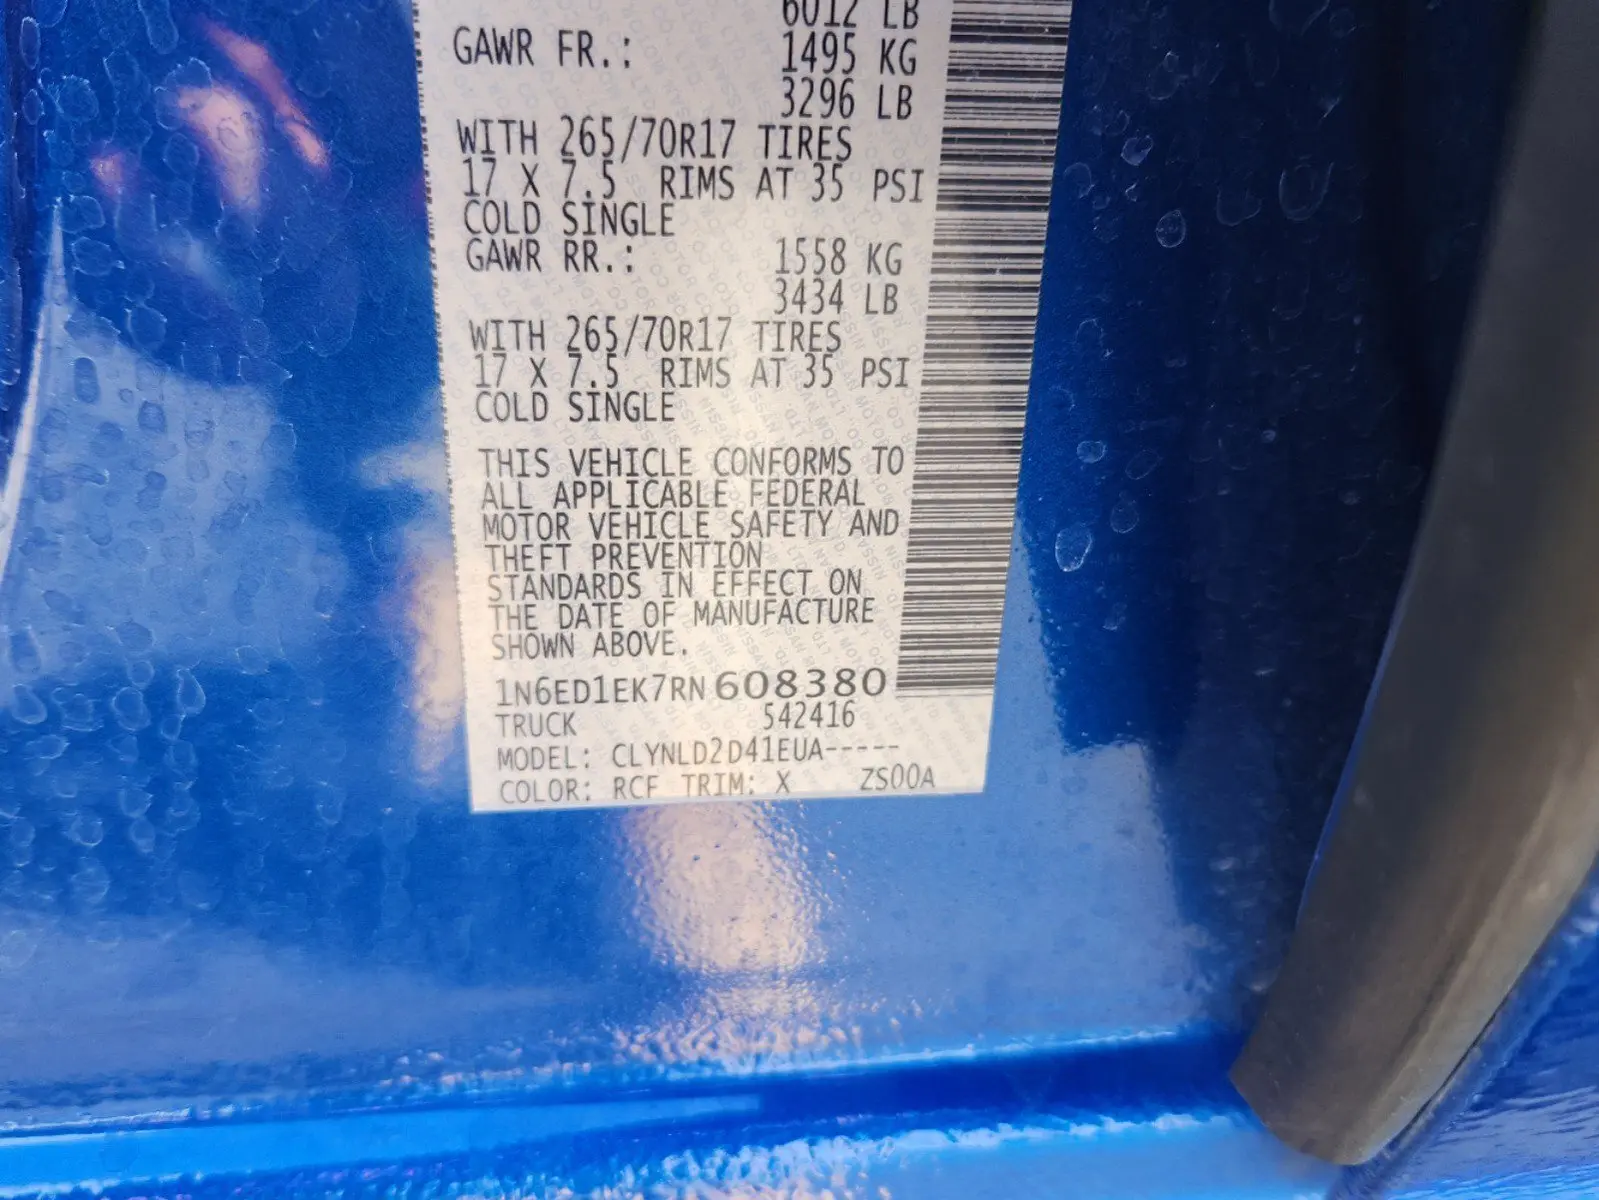 6012 LB
GAWR FR.: 1495 KG
3296 LB
WITH 265/70R17 TIRES
17 X 7.5 RIMS AT 35 PSI
COLD SINGLE
GAWR RR.: 1558 KG
3434 LB
WITH 265/70R17 TIRES
17 X 7.5 RIMS AT 35 PSI
COLD SINGLE
THIS VEHICLE CONFORMS TO
ALL APPLICABLE FEDERAL
MOTOR VEHICLE SAFETY AND
THEFT PREVENTION
STANDARDS IN EFFECT ON
THE DATE OF MANUFACTURE
SHOWN ABOVE.
1N6ED1EK7RN608380
TRUCK 542416
MODEL: CLYNLD2D41EUA-----
COLOR: RCF TRIM: X ZS00A